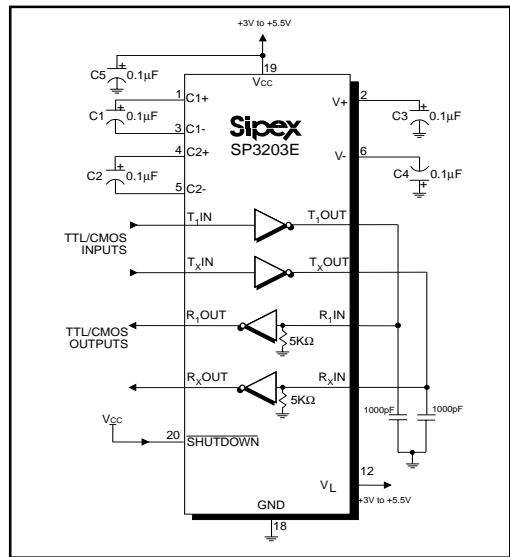 +3V to +5.5V
19
VCC
C5 + 0.1µF
1 C1+
C1 + 0.1µF
3 C1-
4 C2+
C2 + 0.1µF
5 C2-
Sipex
SP3203E
V+ 2
C3 + 0.1µF
V- 6
C4 + 0.1µF
T1IN T1OUT
TTL/CMOS
INPUTS
TXIN TXOUT
R1OUT R1IN
5KΩ
TTL/CMOS
OUTPUTS
RXOUT RXIN
5KΩ
1000pF 1000pF
VCC
20 SHUTDOWN
VL 12
+3V to +5.5V
GND
18